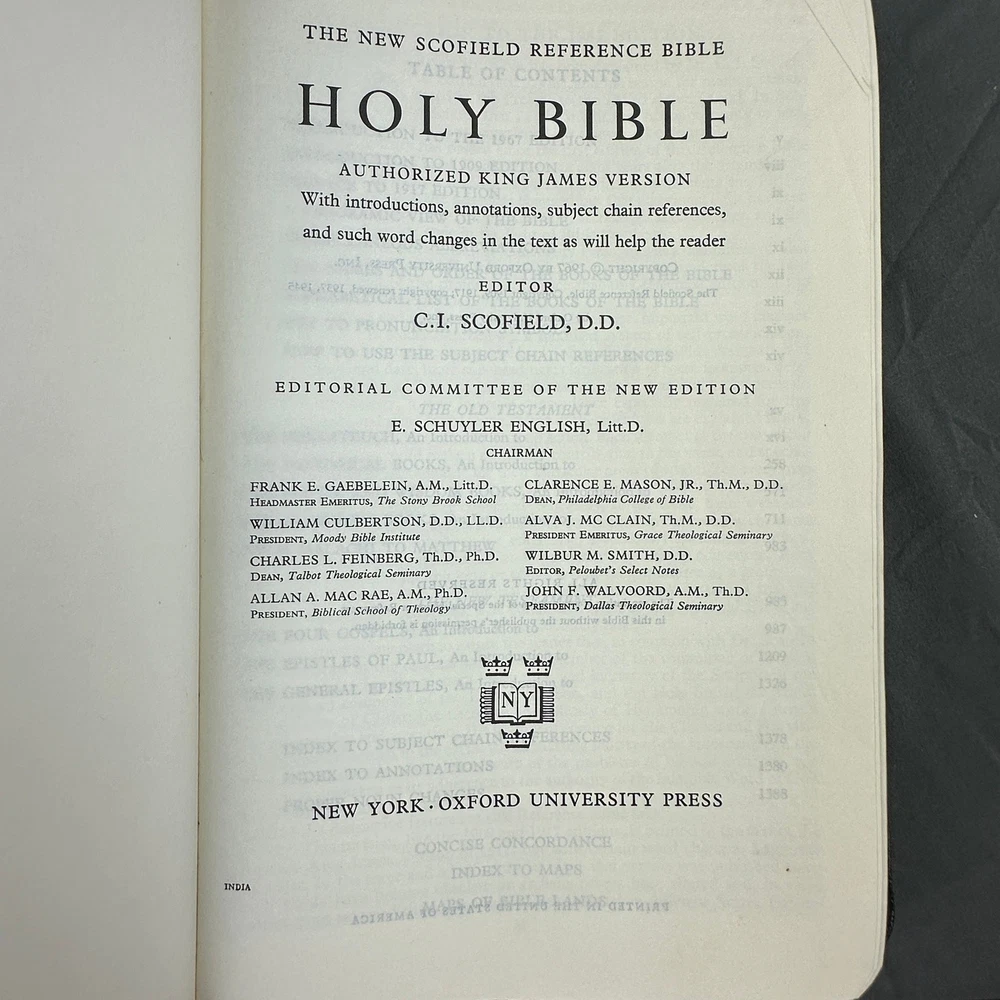 THE NEW SCOFIELD REFERENCE BIBLE
HOLY BIBLE
AUTHORIZED KING JAMES VERSION
With introductions, annotations, subject chain references,
and such word changes in the text as will help the reader
EDITOR
C.I. SCOFIELD, D.D.
EDITORIAL COMMITTEE OF THE NEW EDITION
E. SCHUYLER ENGLISH, Litt.D.
CHAIRMAN
FRANK E. GAEBELEIN, A.M., Litt.D.
HEADMASTER EMERITUS, The Stony Brook School
WILLIAM CULBERTSON, D.D., LL.D.
PRESIDENT, Moody Bible Institute
CHARLES L. FEINBERG, Th.D., Ph.D.
DEAN, Talbot Theological Seminary
ALLAN A. MAC RAE, A.M., Ph.D.
PRESIDENT, Biblical School of Theology
CLARENCE E. MASON, JR., Th.M., D.D.
DEAN, Philadelphia College of Bible
ALVA J. MC CLAIN, Th.M., D.D.
PRESIDENT EMERITUS, Grace Theological Seminary
WILBUR M. SMITH, D.D.
EDITOR, Peloubet's Select Notes
JOHN F. WALVOORD, A.M., Th.D.
PRESIDENT, Dallas Theological Seminary
NY
NEW YORK · OXFORD UNIVERSITY PRESS
INDIA